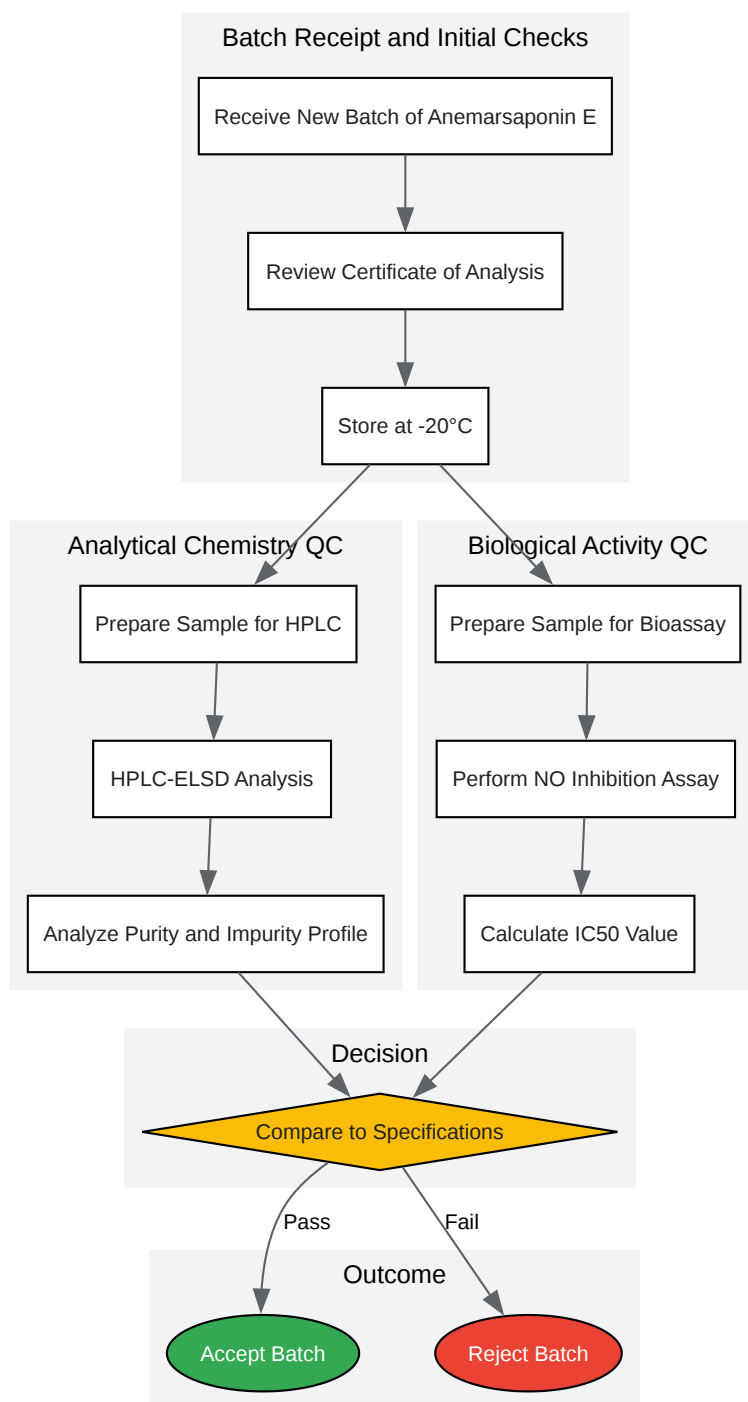 Batch Receipt and Initial Checks
Receive New Batch of Anemarsaponin E
Review Certificate of Analysis
Store at -20°C
Analytical Chemistry QC
Prepare Sample for HPLC
HPLC-ELSD Analysis
Analyze Purity and Impurity Profile
Biological Activity QC
Prepare Sample for Bioassay
Perform NO Inhibition Assay
Calculate IC50 Value
Decision
Compare to Specifications
Pass
Fail
Outcome
Accept Batch
Reject Batch